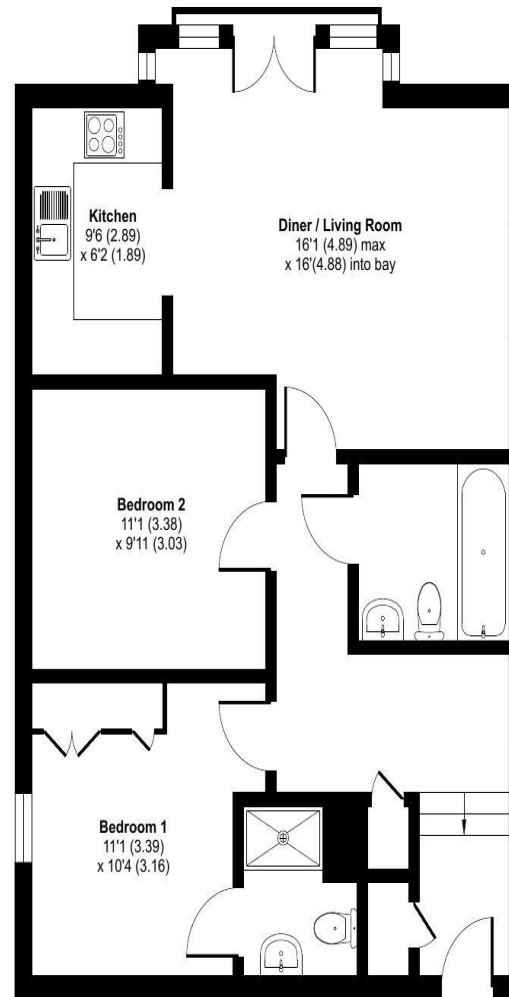 Kitchen
9'6 (2.89)
x 6'2 (1.89)
Diner / Living Room
16'1 (4.89) max
x 16'(4.88) into bay
Bedroom 2
11'1 (3.38)
x 9'11 (3.03)
Bedroom 1
11'1 (3.39)
x 10'4 (3.16)